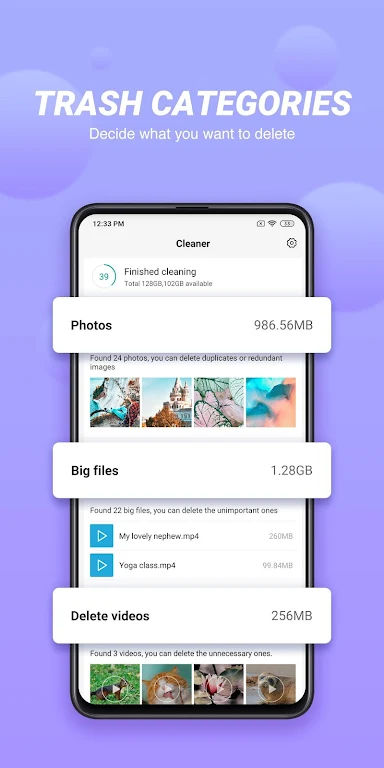 TRASH CATEGORIES
Decide what you want to delete
12:33 PM
Cleaner
39
Finished cleaning
Total 128GB,102GB available
Photos 986.56MB
Found 24 photos, you can delete duplicates or redundant
images
Big files 1.28GB
Found 22 big files, you can delete the unimportant ones
My lovely nephew.mp4 260MB
Yoga class.mp4 99.84MB
Delete videos 256MB
Found 3 videos, you can delete the unnecessary ones.